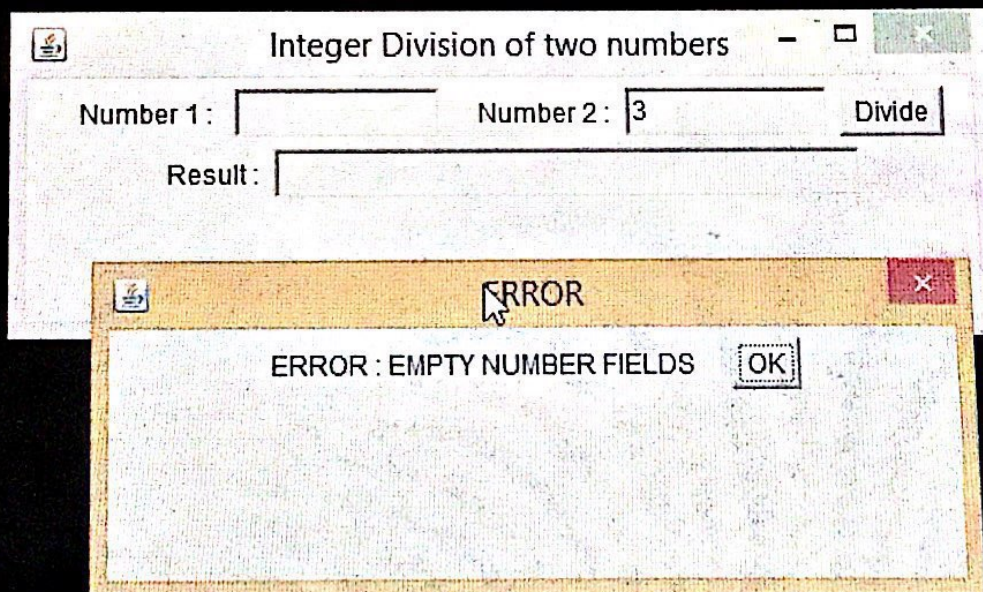 Integer Division of two numbers
Number 1 : Number 2 : 3 Divide
Result :
ERROR
ERROR : EMPTY NUMBER FIELDS OK